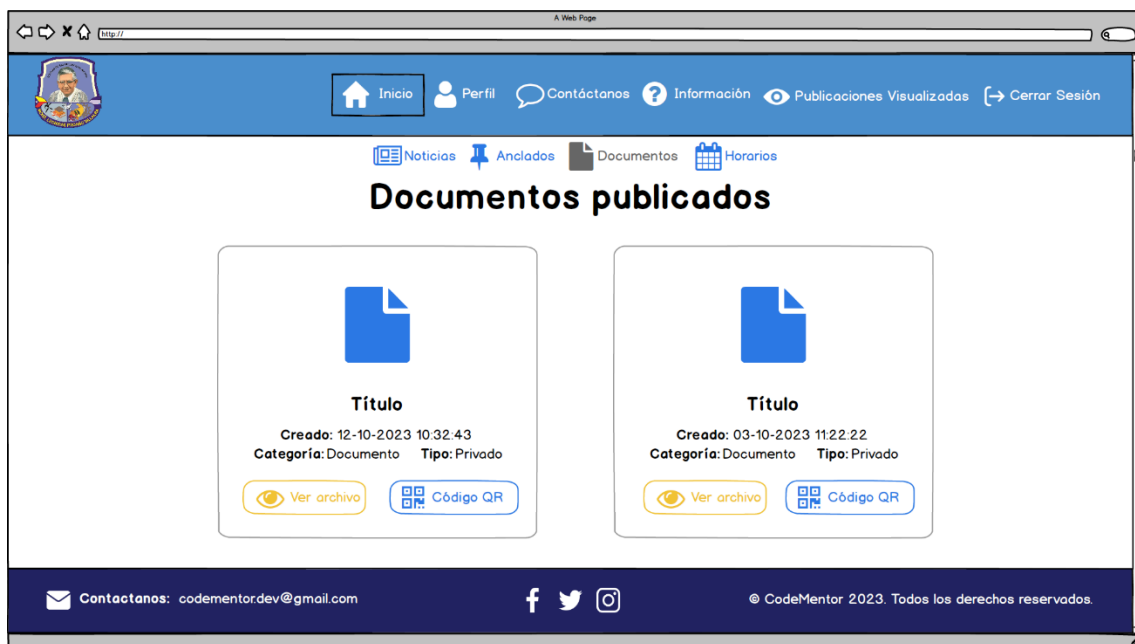 A Web Page
http://
Inicio Perfil Contáctanos Información Publicaciones Visualizadas Cerrar Sesión
Noticias Anclados Documentos Horarios
Documentos publicados
Título
Creado: 12-10-2023 10:32:43
Categoría: Documento Tipo: Privado
Ver archivo Código QR
Título
Creado: 03-10-2023 11:22:22
Categoría: Documento Tipo: Privado
Ver archivo Código QR
Contactanos: codementor.dev@gmail.com
© CodeMentor 2023. Todos los derechos reservados.